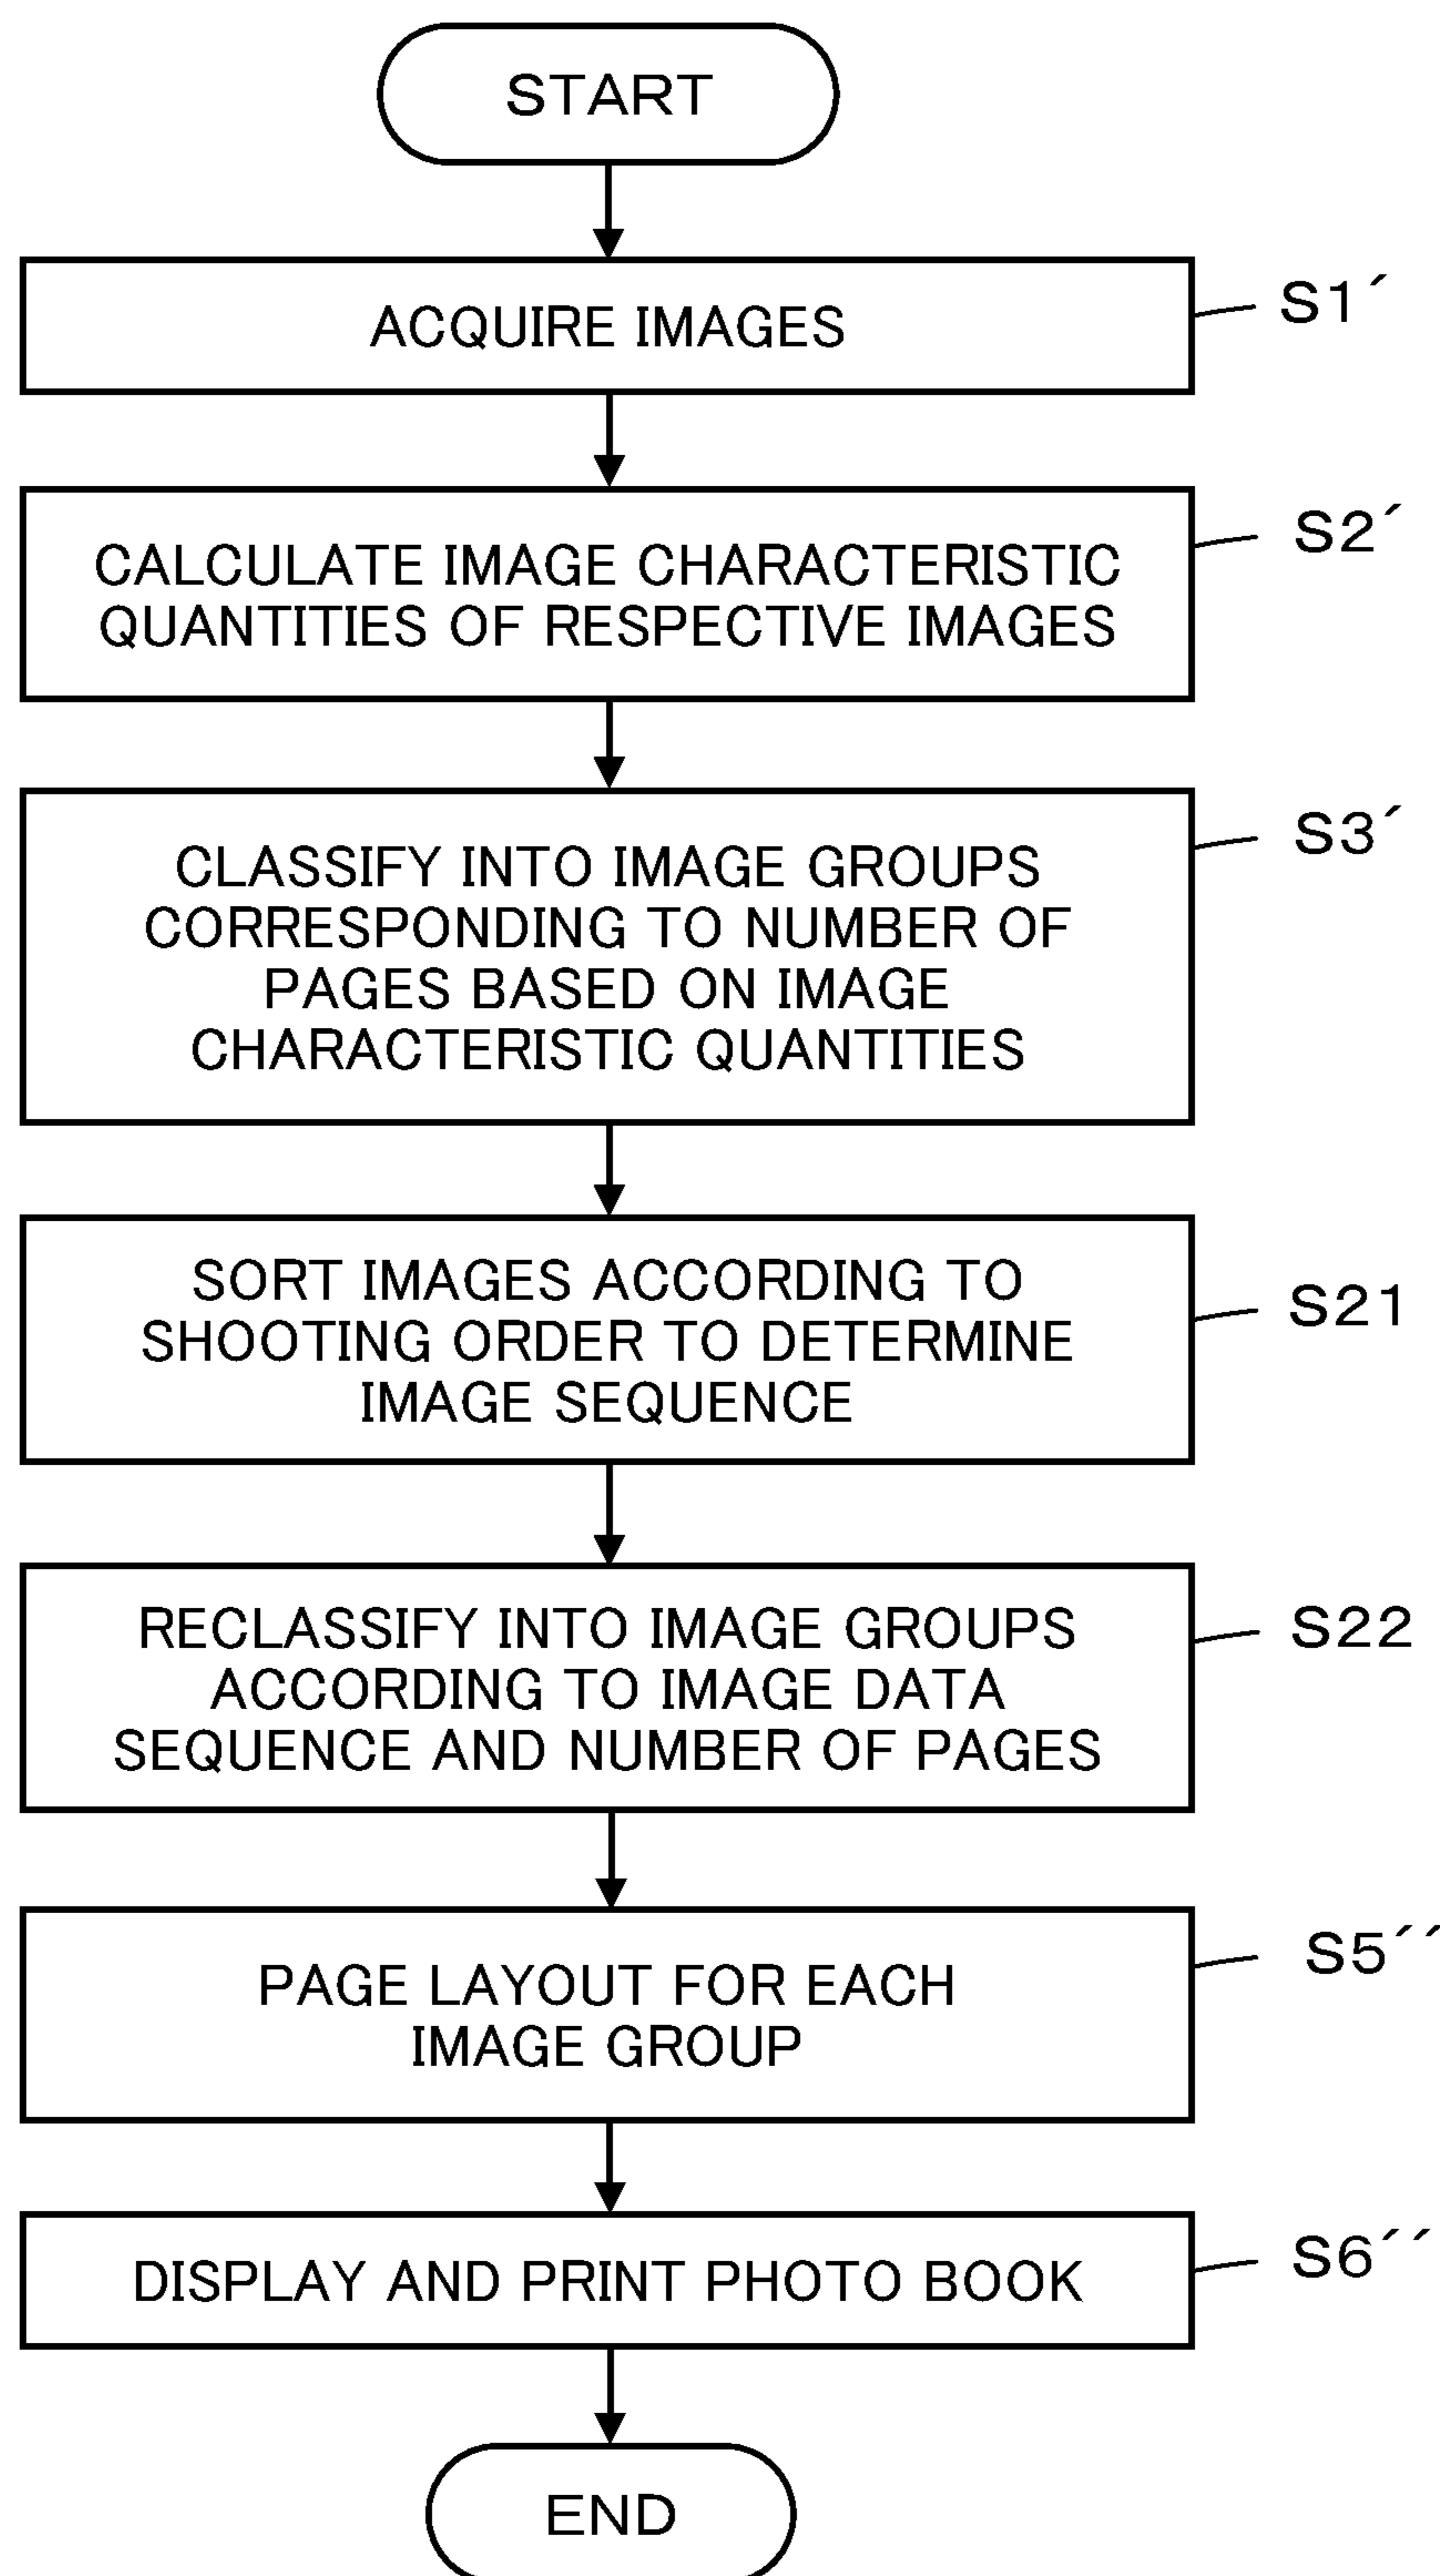 START
ACQUIRE IMAGES
S1´
CALCULATE IMAGE CHARACTERISTIC
QUANTITIES OF RESPECTIVE IMAGES
S2´
CLASSIFY INTO IMAGE GROUPS
CORRESPONDING TO NUMBER OF
PAGES BASED ON IMAGE
CHARACTERISTIC QUANTITIES
S3´
SORT IMAGES ACCORDING TO
SHOOTING ORDER TO DETERMINE
IMAGE SEQUENCE
S21
RECLASSIFY INTO IMAGE GROUPS
ACCORDING TO IMAGE DATA
SEQUENCE AND NUMBER OF PAGES
S22
PAGE LAYOUT FOR EACH
IMAGE GROUP
S5´´
DISPLAY AND PRINT PHOTO BOOK
S6´´
END